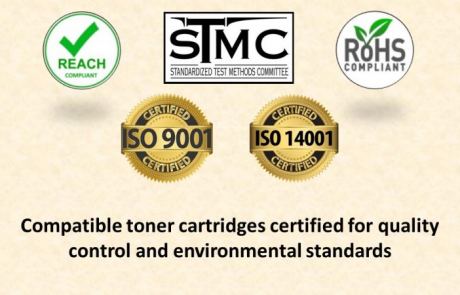 REACH
COMPLIANT
STMC
STANDARDIZED TEST METHODS COMMITTEE
RoHS
COMPLIANT
CERTIFIED
ISO 9001
CERTIFIED
CERTIFIED
ISO 14001
CERTIFIED
Compatible toner cartridges certified for quality
control and environmental standards